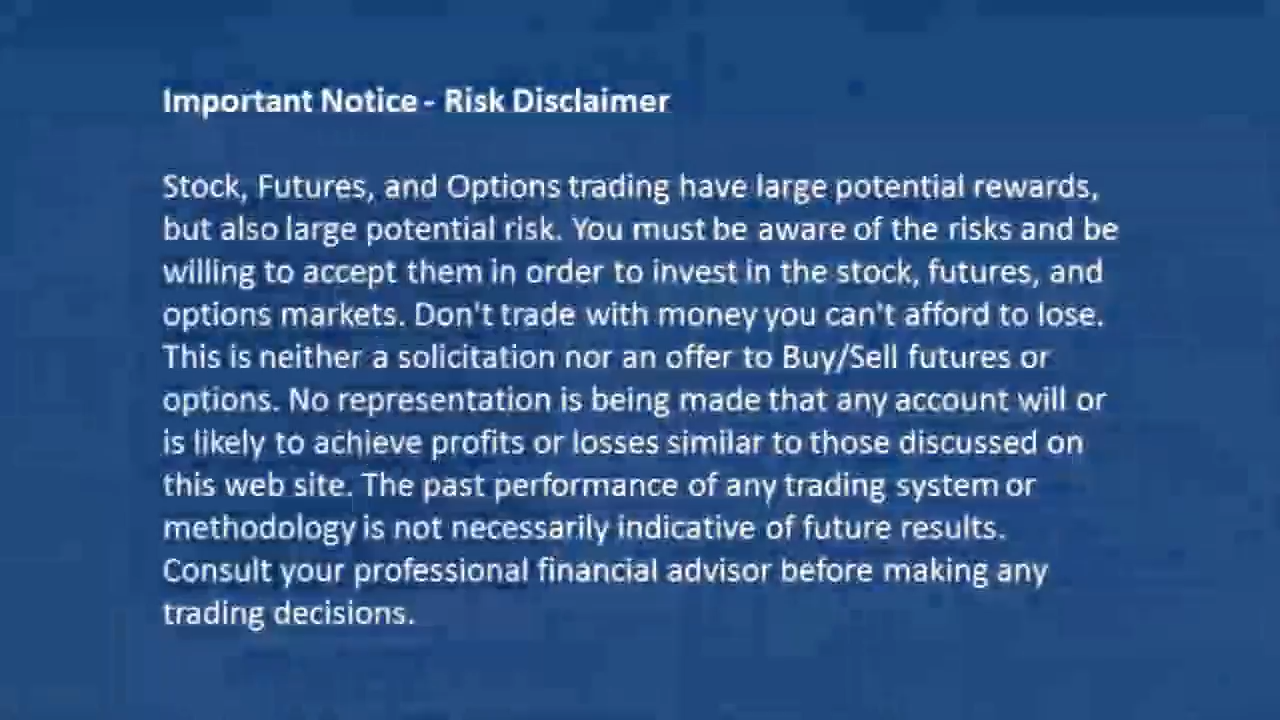 Important Notice - Risk Disclaimer
Stock, Futures, and Options trading have large potential rewards,
but also large potential risk. You must be aware of the risks and be
willing to accept them in order to invest in the stock, futures, and
options markets. Don't trade with money you can't afford to lose.
This is neither a solicitation nor an offer to Buy/Sell futures or
options. No representation is being made that any account will or
is likely to achieve profits or losses similar to those discussed on
this web site. The past performance of any trading system or
methodology is not necessarily indicative of future results.
Consult your professional financial advisor before making any
trading decisions.